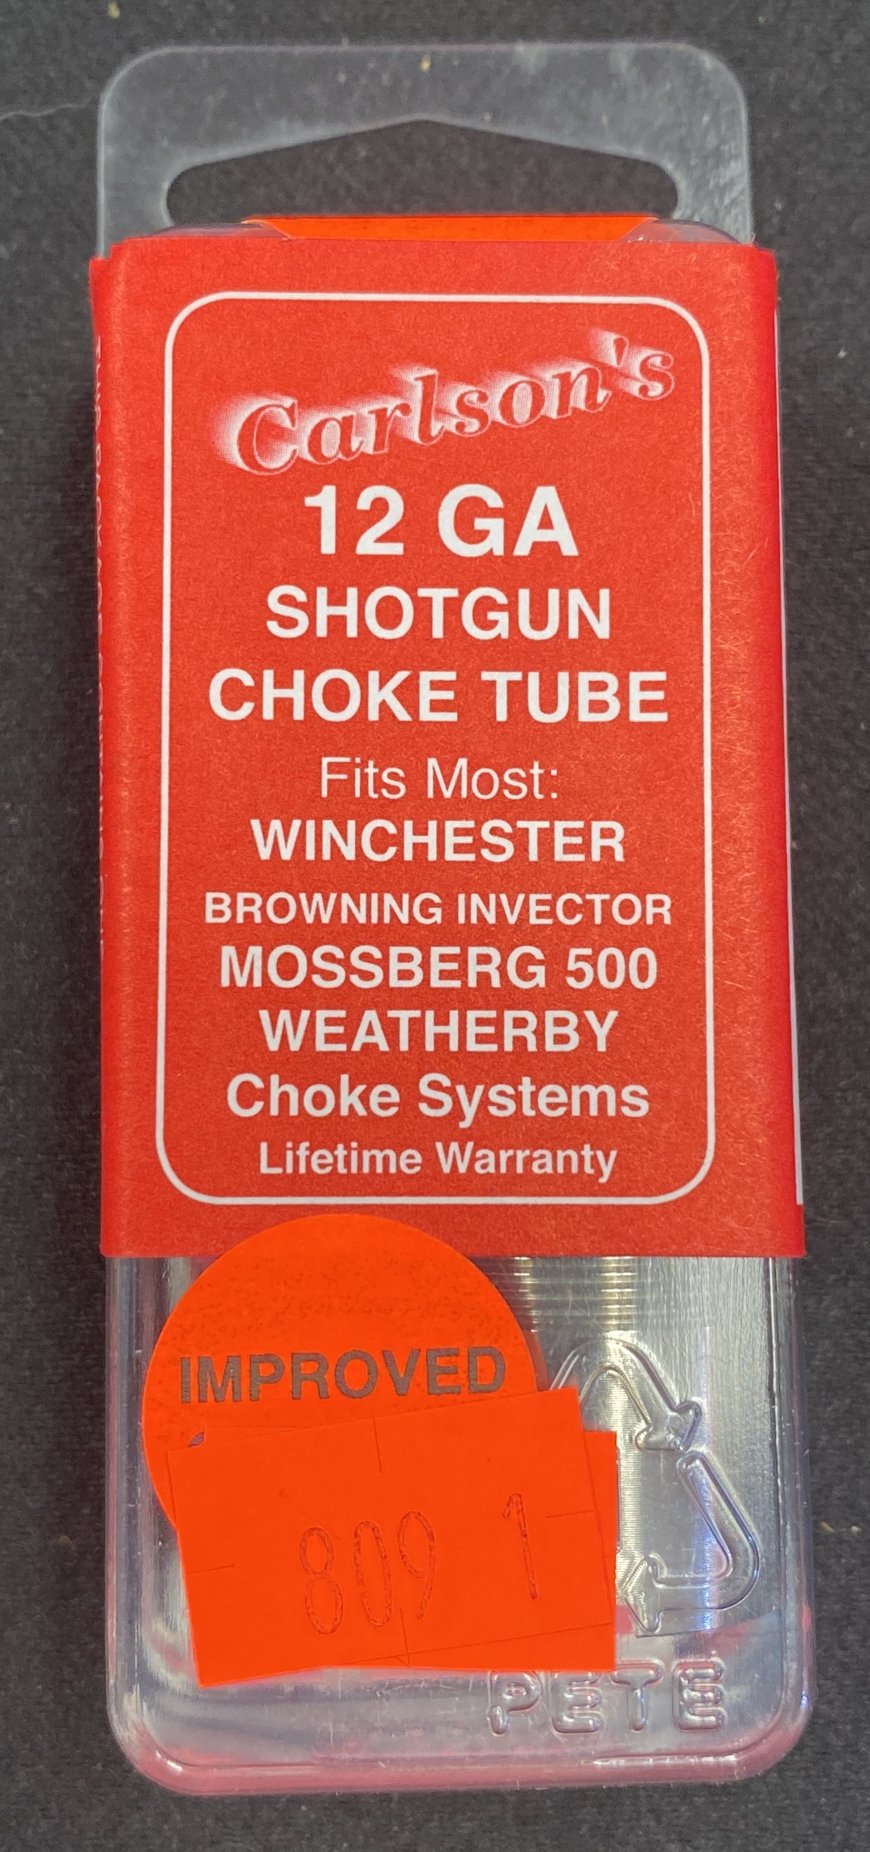 Carlson's
12 GA
SHOTGUN
CHOKE TUBE
Fits Most:
WINCHESTER
BROWNING INVECTOR
MOSSBERG 500
WEATHERBY
Choke Systems
Lifetime Warranty
IMPROVED
809 1
PETE